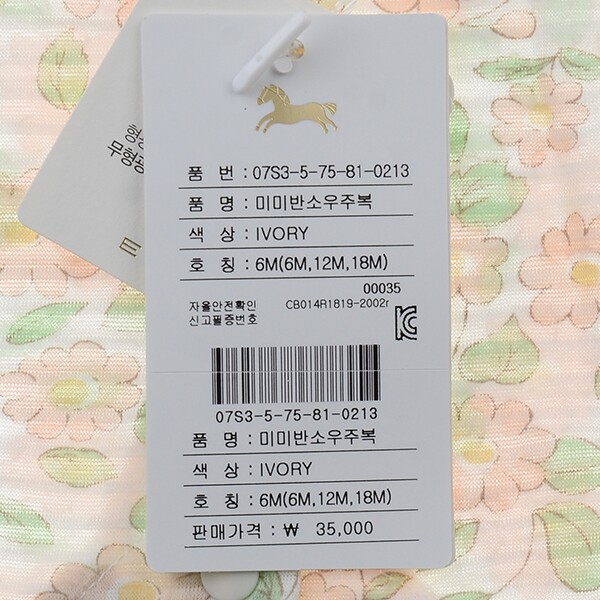 품 번 : 07S3-5-75-81-0213
품 명 : 미미반소우주복
색 상 : IVORY
호 칭 : 6M(6M,12M,18M)
00035
자율안전확인 CB014R1819-2002r
신고필증번호
07S3-5-75-81-0213
품 명 : 미미반소우주복
색 상 : IVORY
호 칭 : 6M(6M,12M,18M)
판매가격 : ₩ 35,000
E